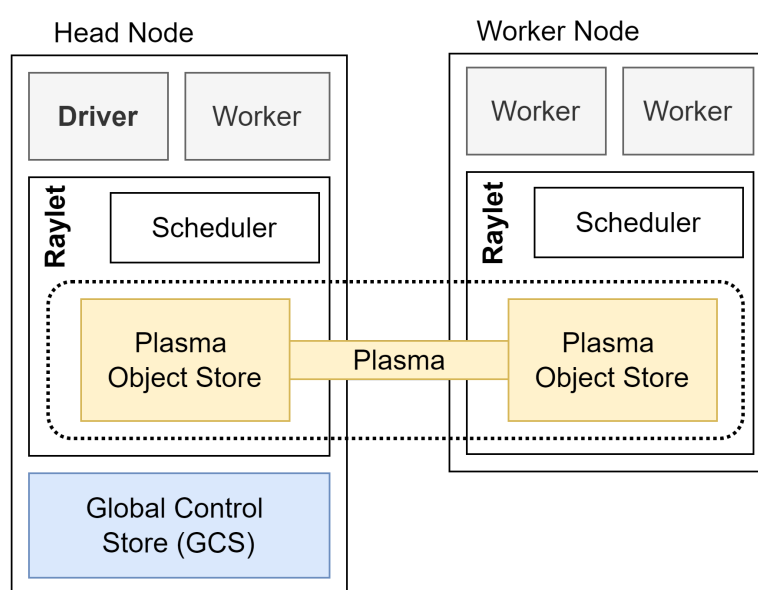 Head Node
Driver
Worker
Raylet
Scheduler
Plasma
Object Store
Global Control
Store (GCS)
Plasma
Worker Node
Worker
Worker
Raylet
Scheduler
Plasma
Object Store